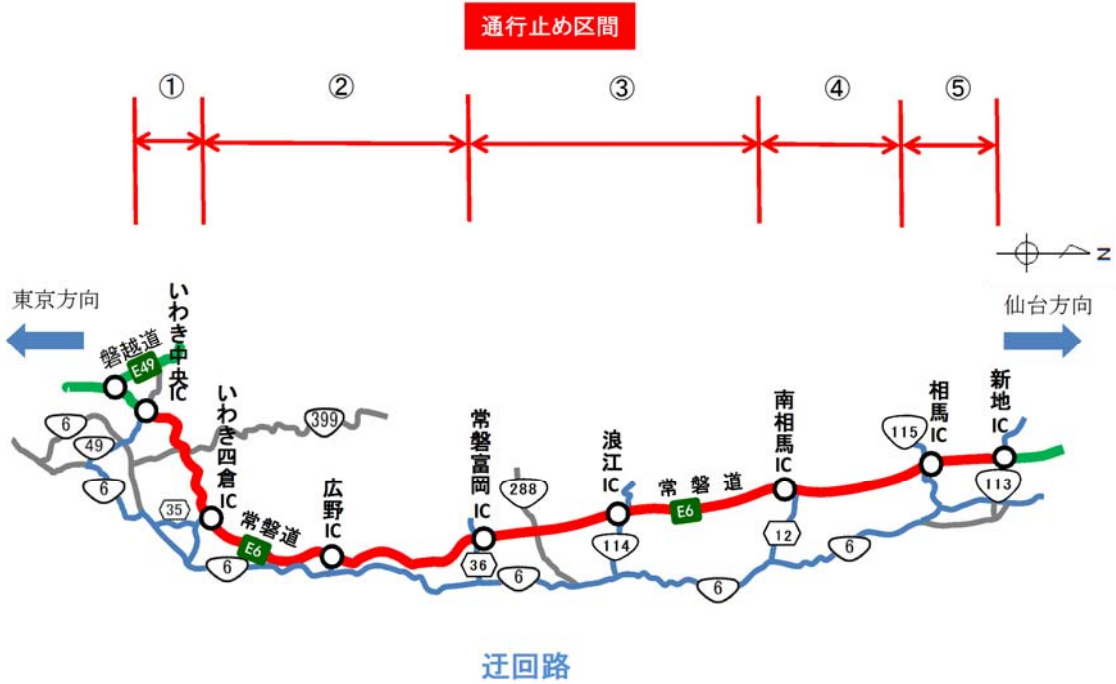 通行止め区間
① ② ③ ④ ⑤
N
東京方向
仙台方向
磐越道
E49
いわき中央IC
いわき四倉IC
広野IC
常磐富岡IC
浪江IC
南相馬IC
相馬IC
新地IC
常磐道
E6
常磐道
E6
6
49
6
35
6
399
36
6
288
114
6
12
6
115
113
迂回路